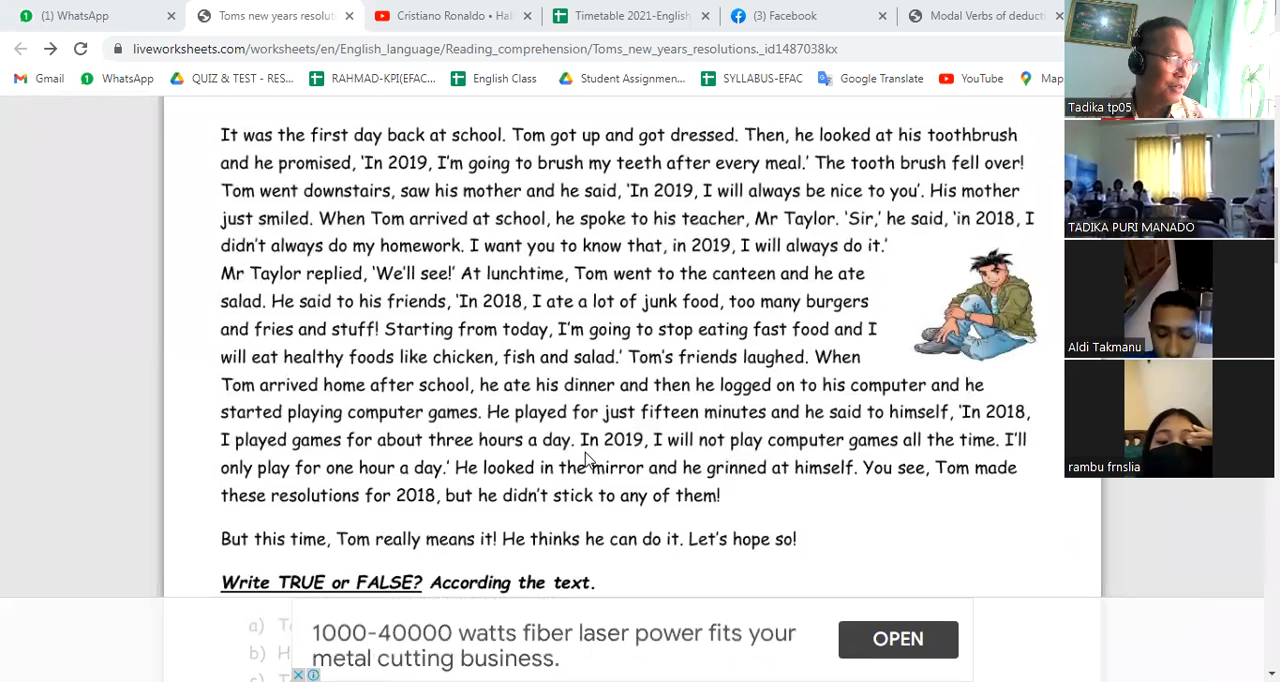 (1) WhatsApp
Toms new years resolut
Cristiano Ronaldo • Hal
Timetable 2021-English
(3) Facebook
Modal Verbs of deducti
liveworksheets.com/worksheets/en/English_language/Reading_comprehension/Toms_new_years_resolutions._id1487038kx
Gmail
WhatsApp
QUIZ & TEST - RES...
RAHMAD-KPI(EFAC...
English Class
Student Assignmen...
SYLLABUS-EFAC
Google Translate
YouTube
Map
It was the first day back at school. Tom got up and got dressed. Then, he looked at his toothbrush
and he promised, ‘In 2019, I’m going to brush my teeth after every meal.’ The tooth brush fell over!
Tom went downstairs, saw his mother and he said, ‘In 2019, I will always be nice to you’. His mother
just smiled. When Tom arrived at school, he spoke to his teacher, Mr Taylor. ‘Sir,’ he said, ‘in 2018, I
didn’t always do my homework. I want you to know that, in 2019, I will always do it.’
Mr Taylor replied, ‘We’ll see!’ At lunchtime, Tom went to the canteen and he ate
salad. He said to his friends, ‘In 2018, I ate a lot of junk food, too many burgers
and fries and stuff! Starting from today, I’m going to stop eating fast food and I
will eat healthy foods like chicken, fish and salad.’ Tom’s friends laughed. When
Tom arrived home after school, he ate his dinner and then he logged on to his computer and he
started playing computer games. He played for just fifteen minutes and he said to himself, ‘In 2018,
I played games for about three hours a day. In 2019, I will not play computer games all the time. I’ll
only play for one hour a day.’ He looked in the mirror and he grinned at himself. You see, Tom made
these resolutions for 2018, but he didn’t stick to any of them!
But this time, Tom really means it! He thinks he can do it. Let’s hope so!
Write TRUE or FALSE? According the text.
a) T
b) H
c) T
1000-40000 watts fiber laser power fits your
metal cutting business.
OPEN
Tadika tp05
TADIKA PURI MANADO
Aldi Takmanu
rambu frnslia